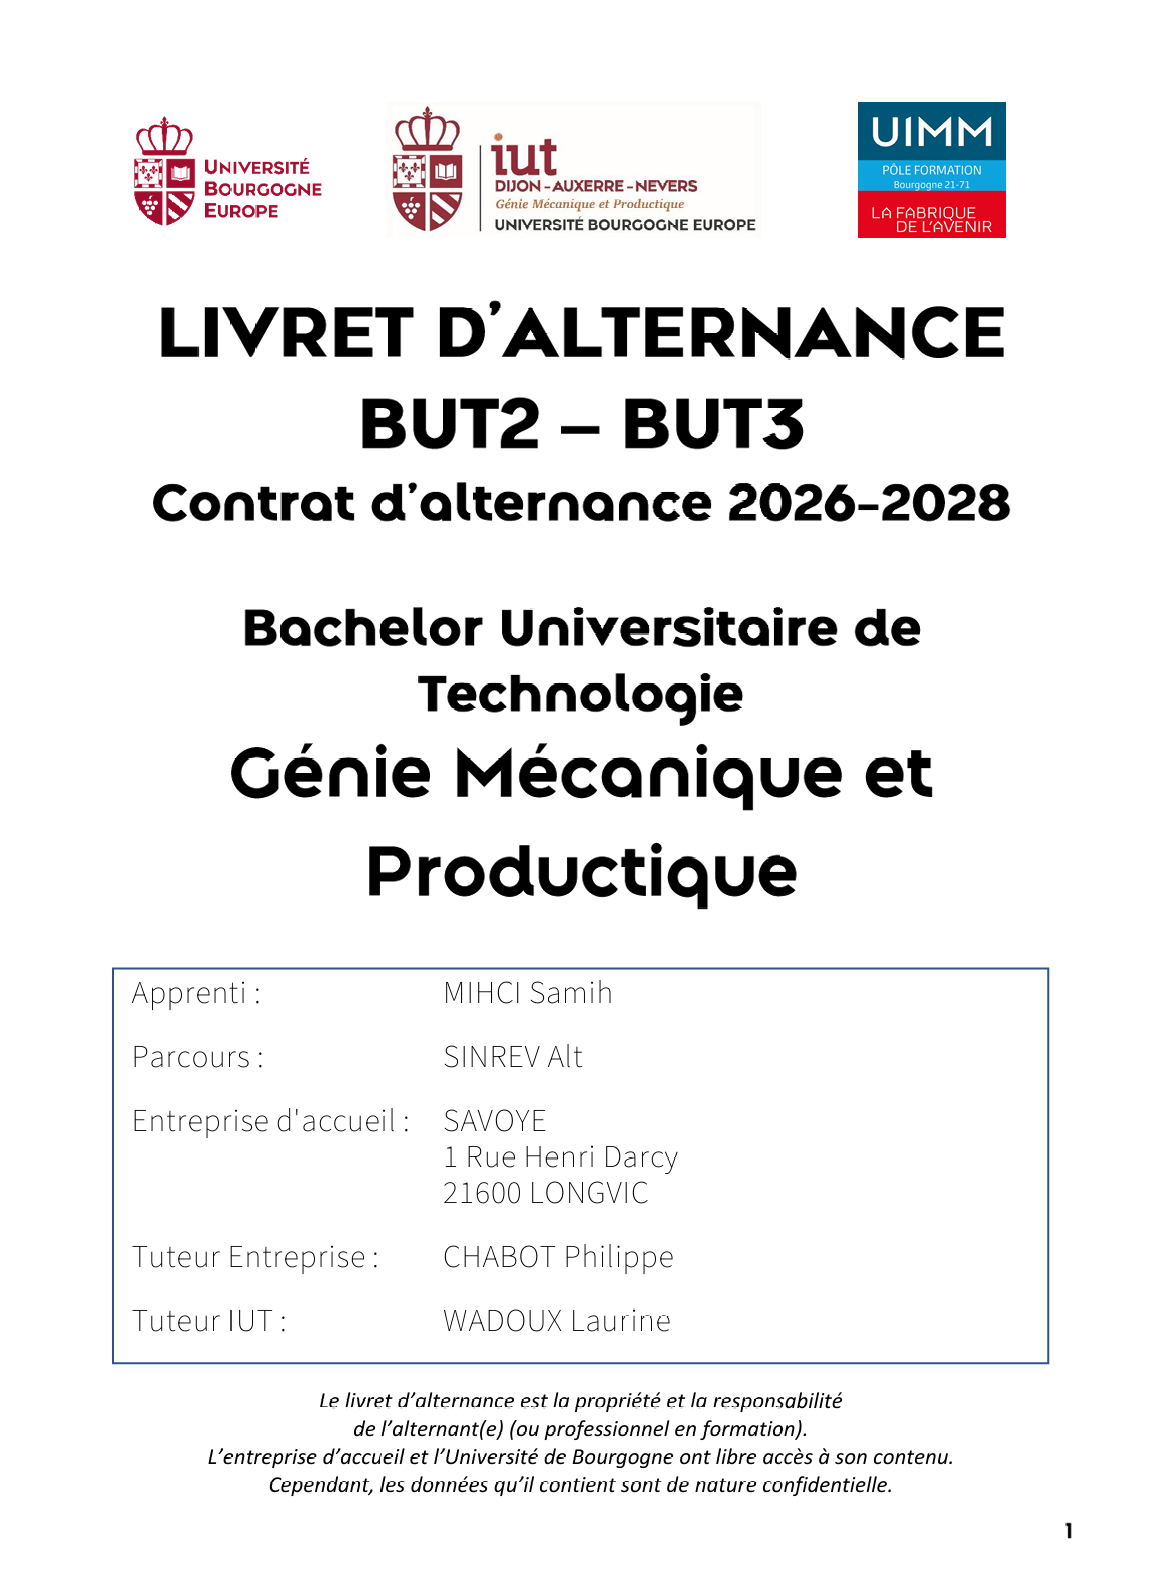 UNIVERSITÉ
BOURGOGNE
EUROPE
iut
DIJON - AUXERRE - NEVERS
Génie Mécanique et Productique
UNIVERSITÉ BOURGOGNE EUROPE
UIMM
PÔLE FORMATION
Bourgogne 21-71
LA FABRIQUE
DE L'AVENIR
LIVRET D'ALTERNANCE
BUT2 – BUT3
Contrat d'alternance 2026-2028
Bachelor Universitaire de
Technologie
Génie Mécanique et
Productique
Apprenti : MIHCI Samih
Parcours : SINREV Alt
Entreprise d'accueil : SAVOYE
1 Rue Henri Darcy
21600 LONGVIC
Tuteur Entreprise : CHABOT Philippe
Tuteur IUT : WADOUX Laurine
Le livret d'alternance est la propriété et la responsabilité
de l'alternant(e) (ou professionnel en formation).
L'entreprise d'accueil et l'Université de Bourgogne ont libre accès à son contenu.
Cependant, les données qu'il contient sont de nature confidentielle.
1